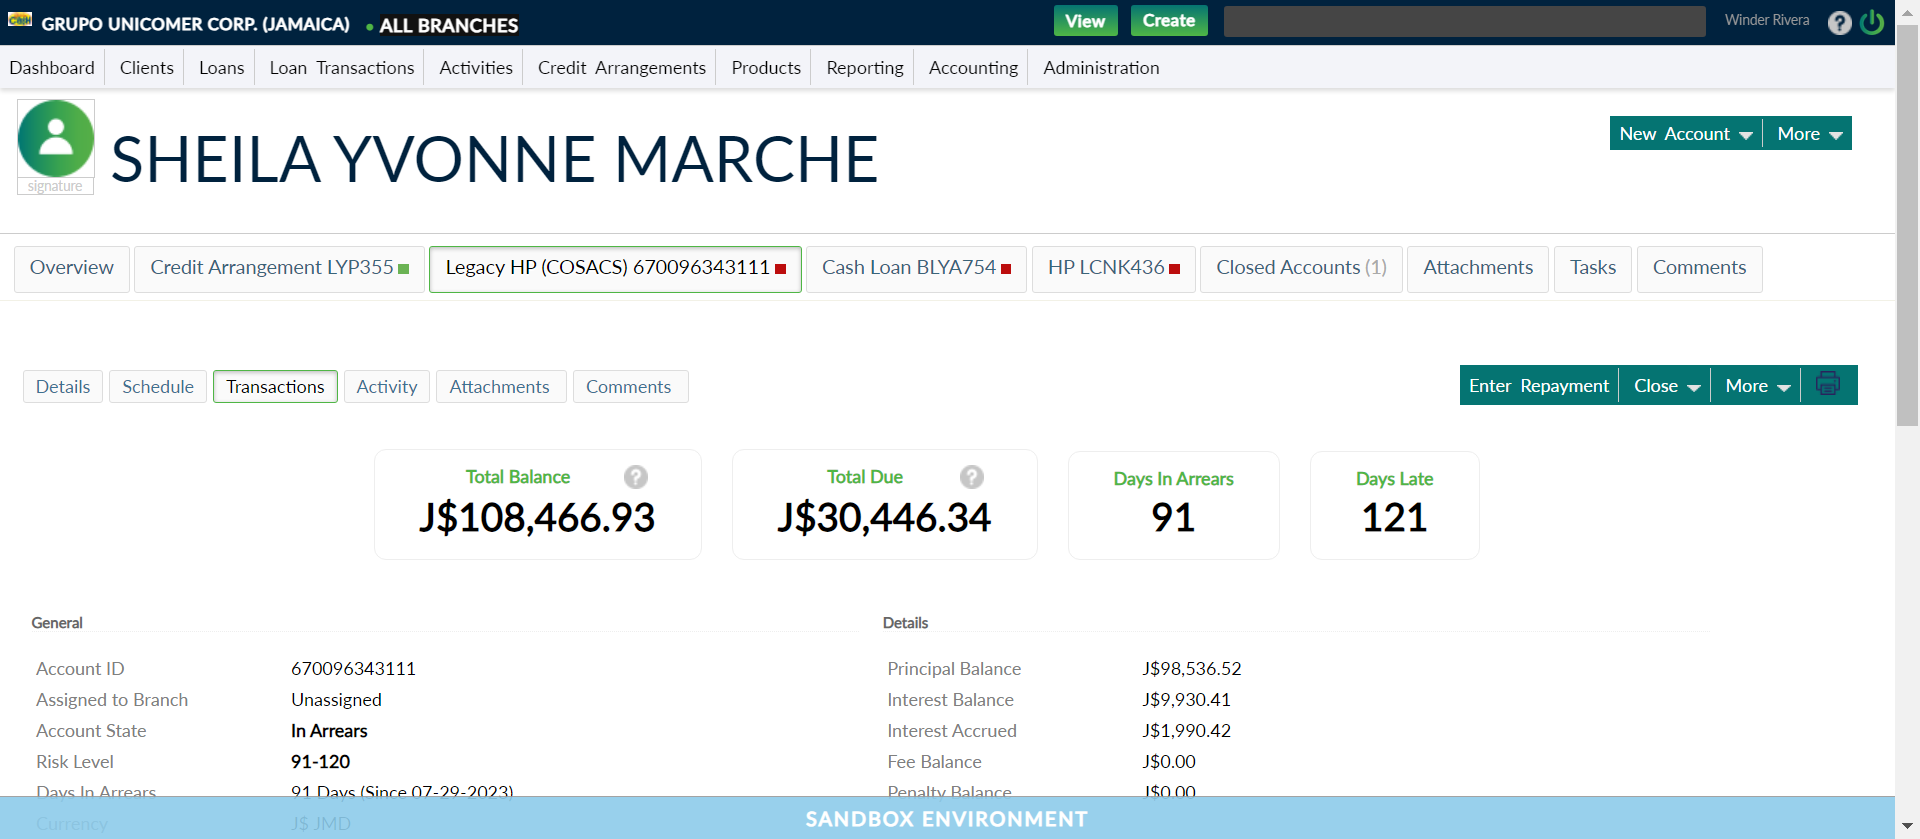 Cash GRUPO UNICOMER CORP. (JAMAICA) • ALL BRANCHES View Create Winder Rivera ?
Dashboard Clients Loans Loan Transactions Activities Credit Arrangements Products Reporting Accounting Administration
SHEILA YVONNE MARCHE
signature
New Account More
Overview Credit Arrangement LYP355 Legacy HP (COSACS) 670096343111 Cash Loan BLYA754 HP LCNK436 Closed Accounts (1) Attachments Tasks Comments
Details Schedule Transactions Activity Attachments Comments Enter Repayment Close More
Total Balance ? Total Due ? Days In Arrears Days Late
J$108,466.93 J$30,446.34 91 121
General Details
Account ID 670096343111 Principal Balance J$98,536.52
Assigned to Branch Unassigned Interest Balance J$9,930.41
Account State In Arrears Interest Accrued J$1,990.42
Risk Level 91-120 Fee Balance J$0.00
Days In Arrears 91 Days (Since 07-29-2023) Penalty Balance J$0.00
Currency J$ JMD
SANDBOX ENVIRONMENT